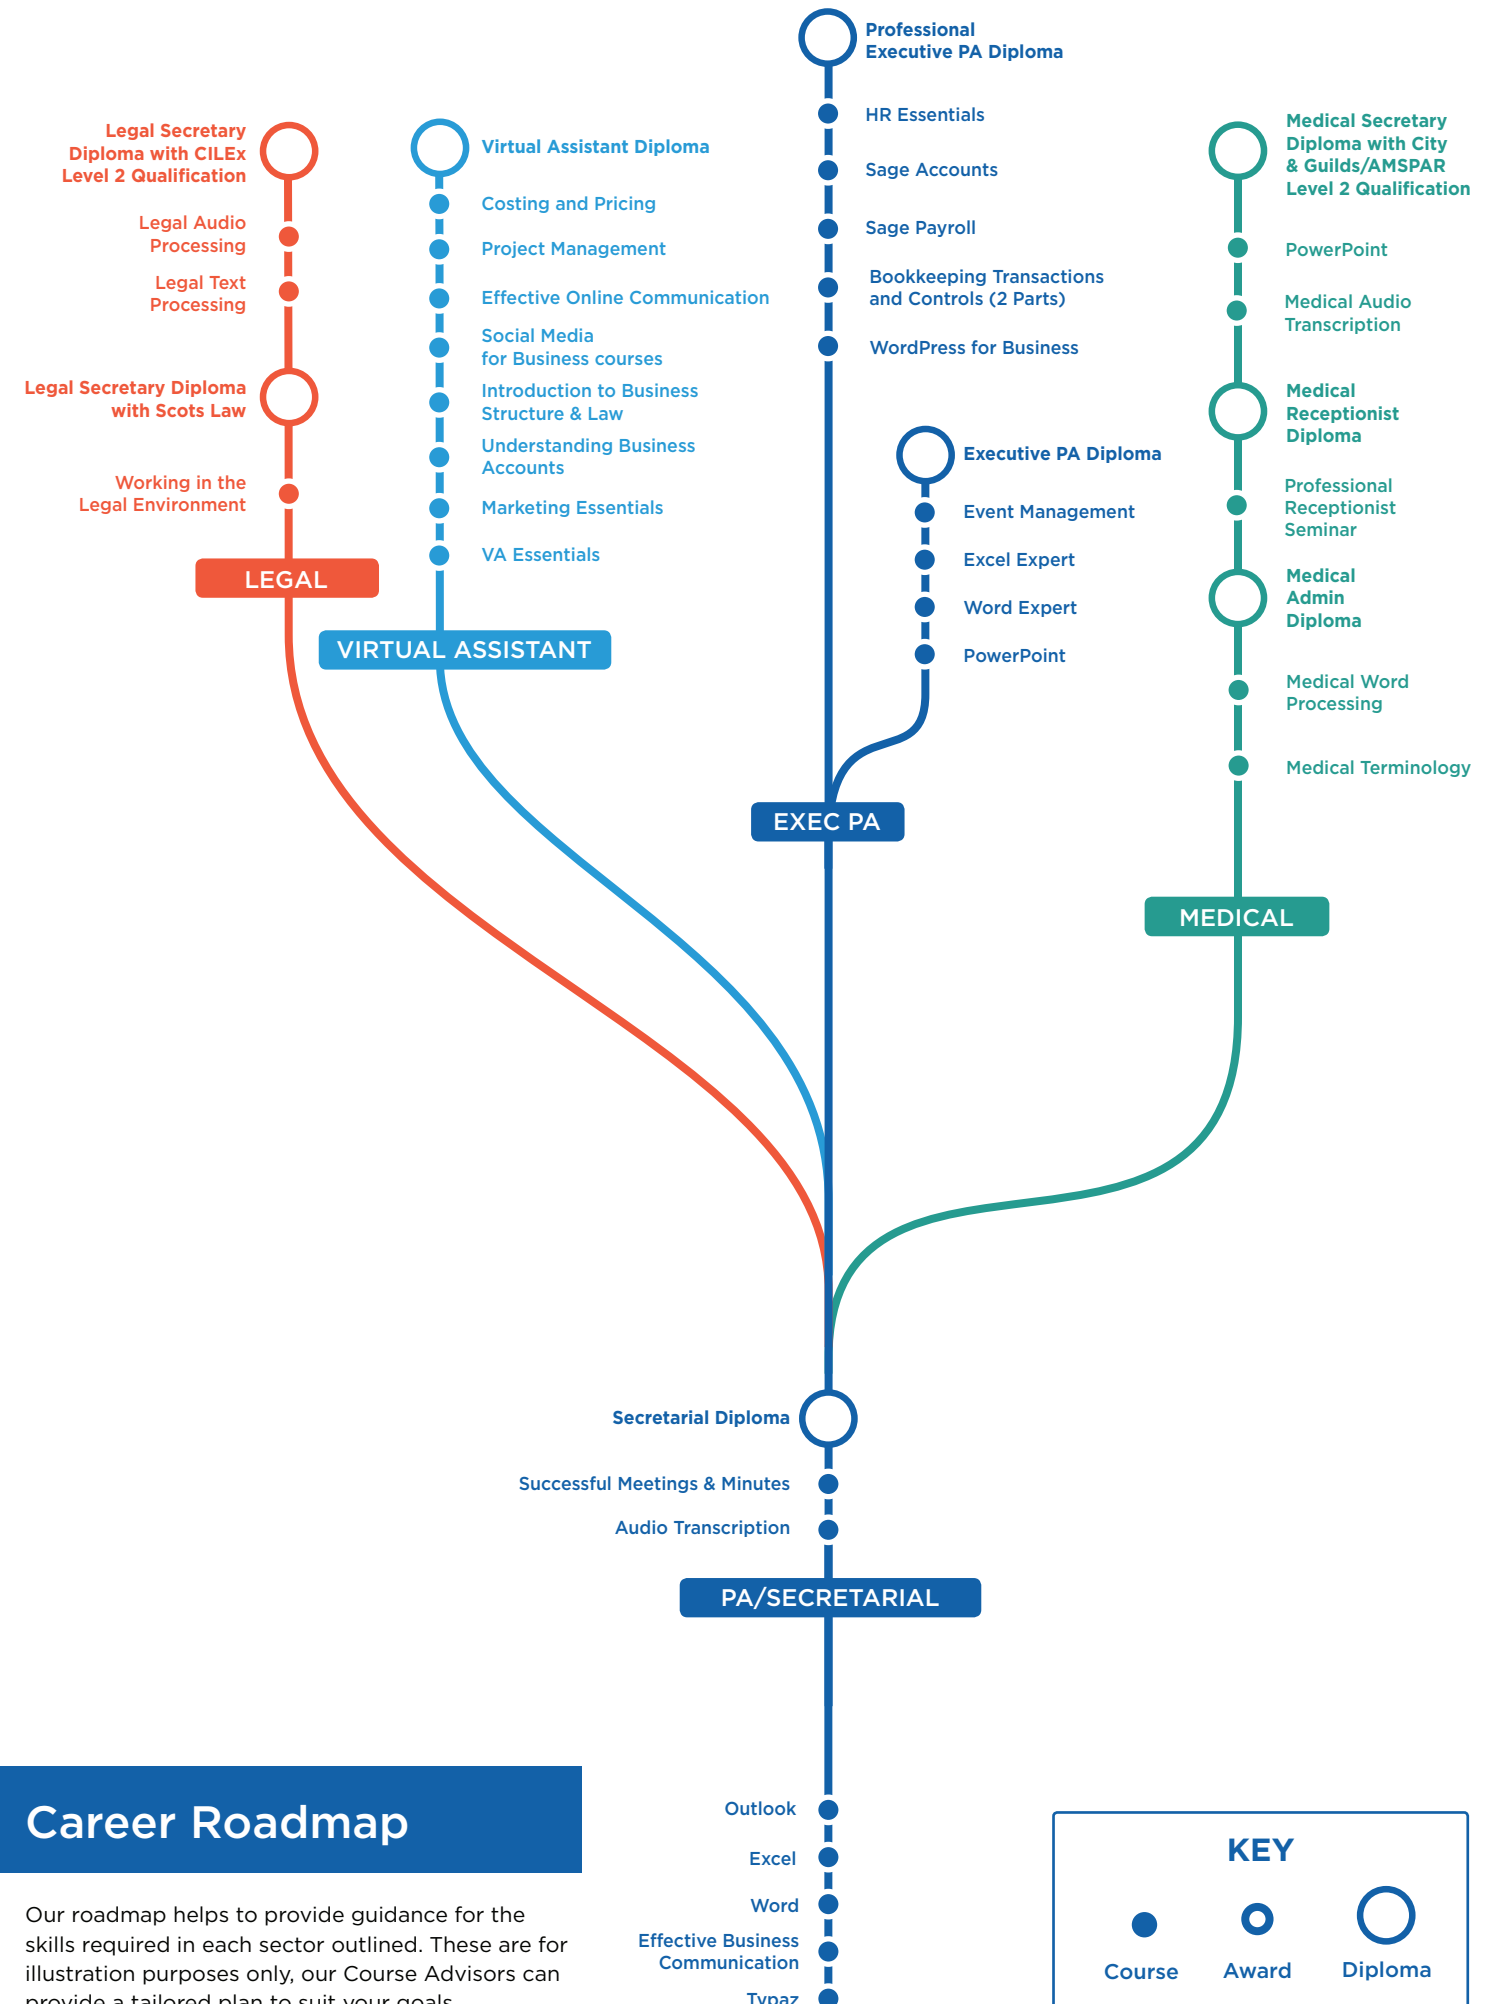 Professional
Executive PA Diploma
HR Essentials
Sage Accounts
Sage Payroll
Bookkeeping Transactions
and Controls (2 Parts)
WordPress for Business
Legal Secretary
Diploma with CILEx
Level 2 Qualification
Legal Audio
Processing
Legal Text
Processing
Legal Secretary Diploma
with Scots Law
Working in the
Legal Environment
LEGAL
Virtual Assistant Diploma
Costing and Pricing
Project Management
Effective Online Communication
Social Media
for Business courses
Introduction to Business
Structure & Law
Understanding Business
Accounts
Marketing Essentials
VA Essentials
VIRTUAL ASSISTANT
Executive PA Diploma
Event Management
Excel Expert
Word Expert
PowerPoint
EXEC PA
Medical Secretary
Diploma with City
& Guilds/AMSPAR
Level 2 Qualification
PowerPoint
Medical Audio
Transcription
Medical
Receptionist
Diploma
Professional
Receptionist
Seminar
Medical
Admin
Diploma
Medical Word
Processing
Medical Terminology
MEDICAL
Secretarial Diploma
Successful Meetings & Minutes
Audio Transcription
PA/SECRETARIAL
Outlook
Excel
Word
Effective Business
Communication
Typaz
Career Roadmap
Our roadmap helps to provide guidance for the
skills required in each sector outlined. These are for
illustration purposes only, our Course Advisors can
provide a tailored plan to suit your goals
KEY
Course
Award
Diploma